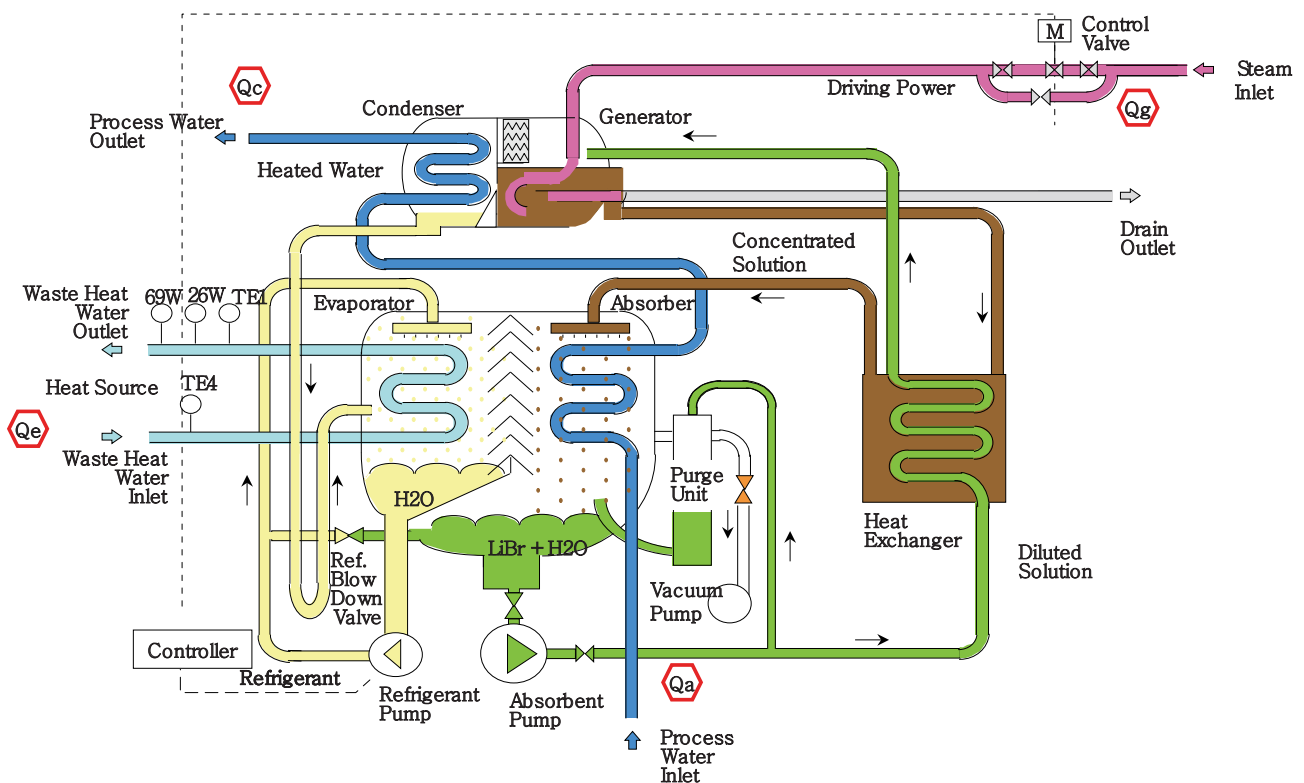 M
Control
Valve
Steam
Inlet
Qc
Qg
Condenser
Generator
Driving Power
Process Water
Outlet
Heated Water
Drain
Outlet
Concentrated
Solution
Waste Heat
Water
Outlet
69W
26W
TE1
Evaporator
Absorber
Heat Source
TE4
Qe
Waste Heat
Water
Inlet
H2O
LiBr + H2O
Purge
Unit
Heat
Exchanger
Diluted
Solution
Ref.
Blow
Down
Valve
Vacuum
Pump
Controller
Refrigerant
Refrigerant
Pump
Absorbent
Pump
Qa
Process
Water
Inlet